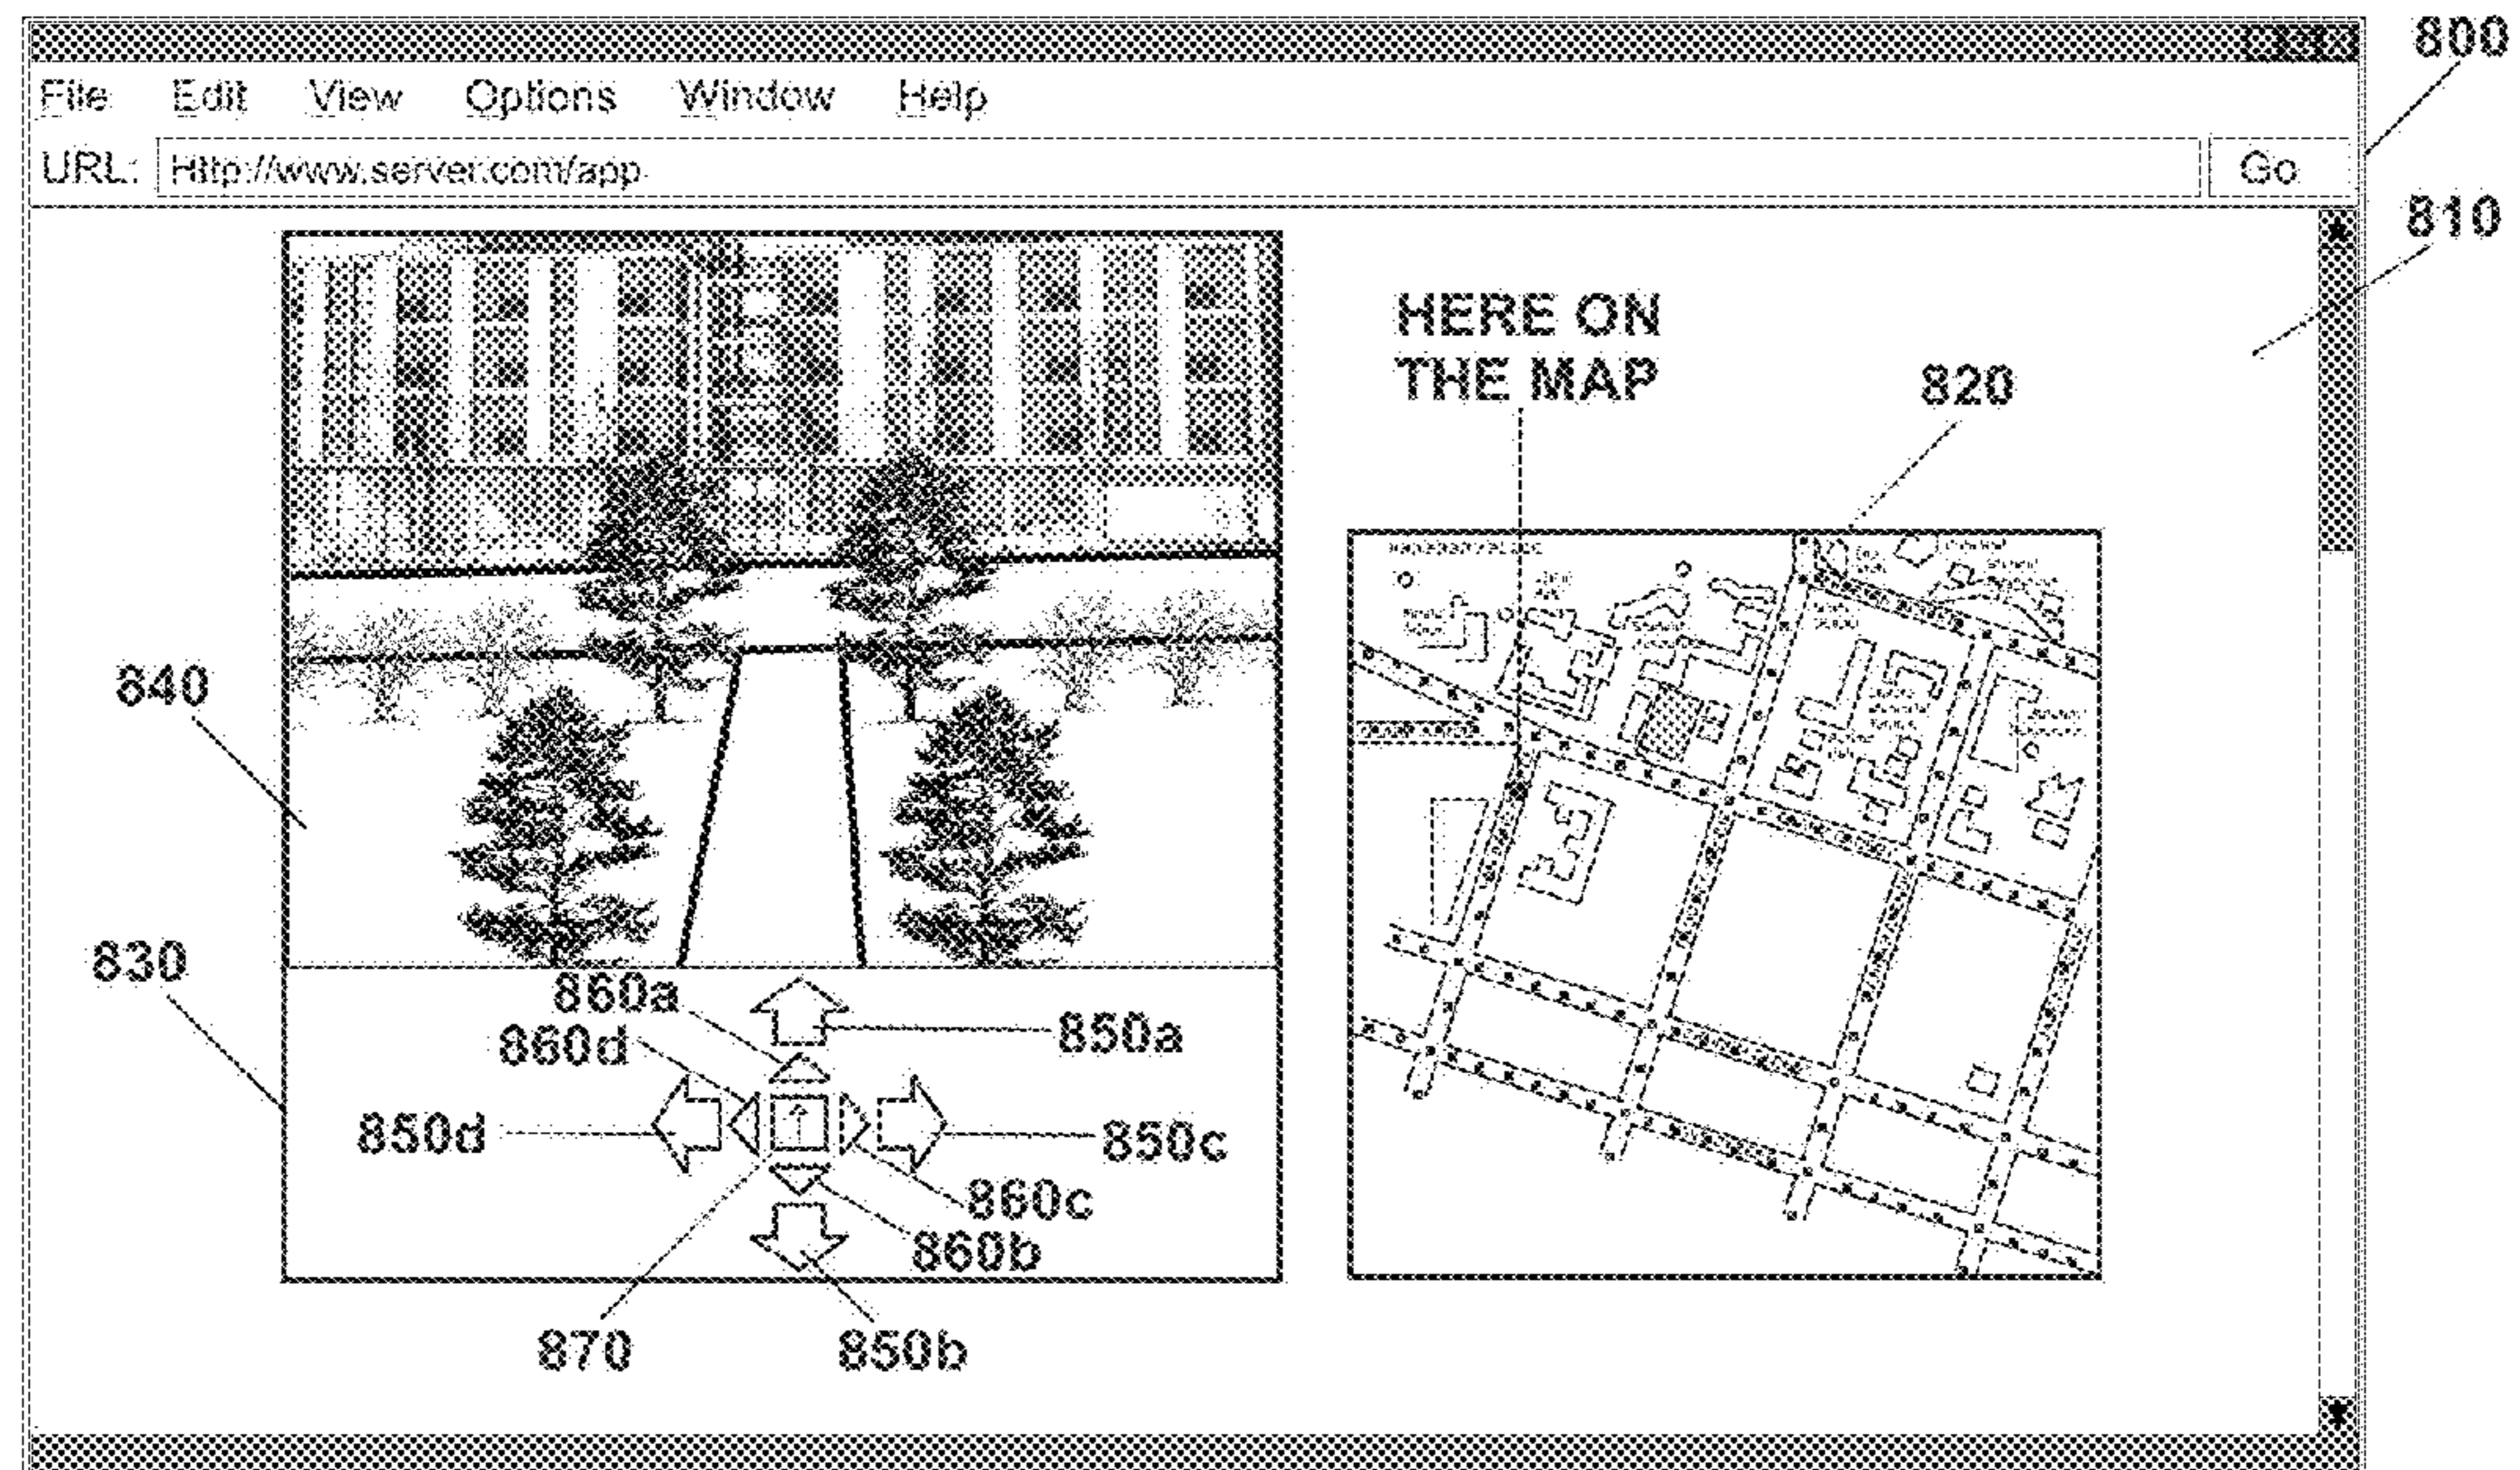 800
File Edit View Options Window Help
URL: Http://www.server.com/app Go
810
HERE ON
THE MAP
820
840
830
860a
850a
860d
850d
850c
860c
860b
870
850b